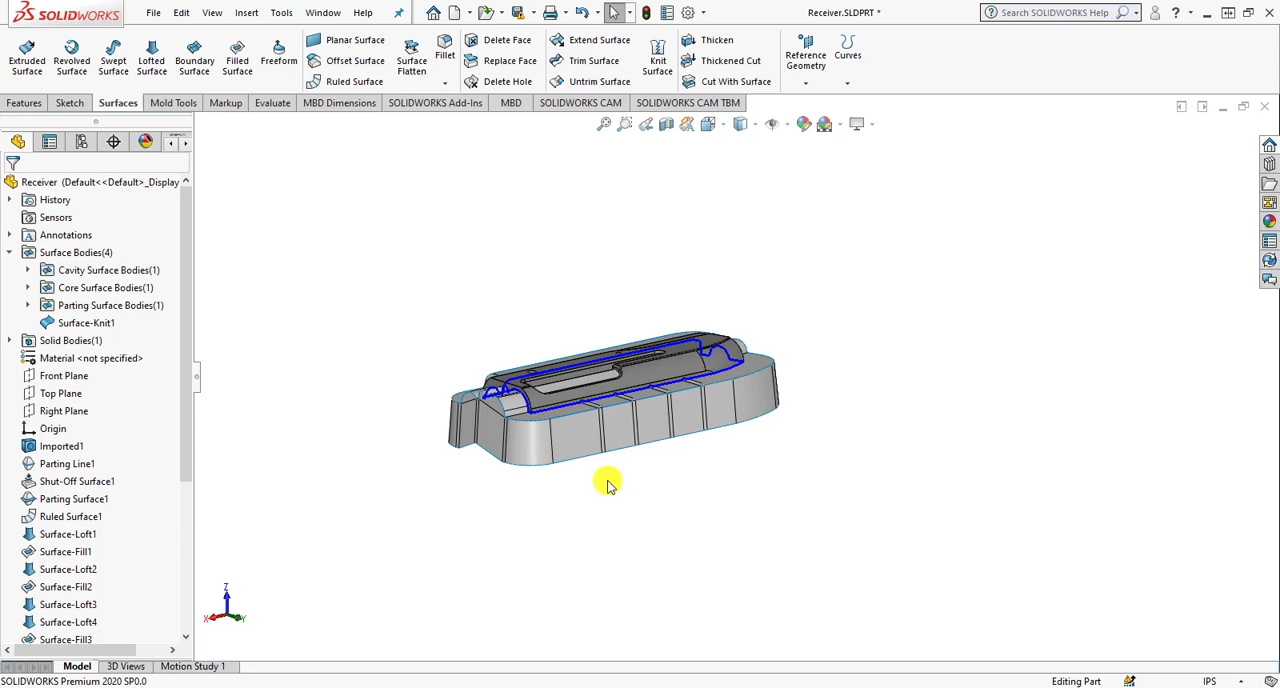 SOLIDWORKS File Edit View Insert Tools Window Help Receiver.SLDPRT * Search SOLIDWORKS Help ?
Extruded Surface
Revolved Surface
Swept Surface
Lofted Surface
Boundary Surface
Filled Surface
Freeform
Planar Surface
Offset Surface
Ruled Surface
Surface Flatten
Fillet
Delete Face
Replace Face
Delete Hole
Extend Surface
Trim Surface
Untrim Surface
Knit Surface
Thicken
Thickened Cut
Cut With Surface
Reference Geometry
Curves
Features Sketch Surfaces Mold Tools Markup Evaluate MBD Dimensions SOLIDWORKS Add-Ins MBD SOLIDWORKS CAM SOLIDWORKS CAM TBM
Receiver (Default<<Default>_Display
History
Sensors
Annotations
Surface Bodies(4)
Cavity Surface Bodies(1)
Core Surface Bodies(1)
Parting Surface Bodies(1)
Surface-Knit1
Solid Bodies(1)
Material <not specified>
Front Plane
Top Plane
Right Plane
Origin
Imported1
Parting Line1
Shut-Off Surface1
Parting Surface1
Ruled Surface1
Surface-Loft1
Surface-Fill1
Surface-Loft2
Surface-Fill2
Surface-Loft3
Surface-Loft4
Surface-Fill3
Z
X Y
Model 3D Views Motion Study 1
SOLIDWORKS Premium 2020 SP0.0 Editing Part IPS